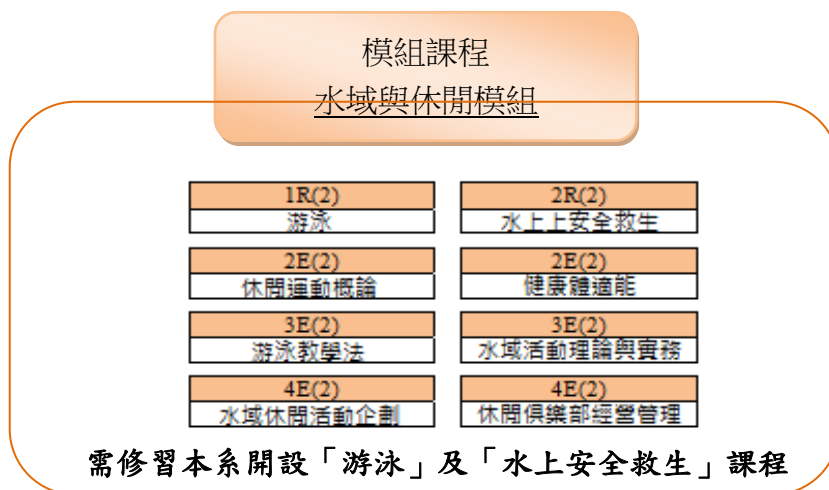 模組課程
水域與休閒模組
1R(2)
游泳
2R(2)
水上上安全救生
2E(2)
休閒運動概論
2E(2)
健康體適能
3E(2)
游泳教學法
3E(2)
水域活動理論與實務
4E(2)
水域休閒活動企劃
4E(2)
休閒俱樂部經營管理
需修習本系開設「游泳」及「水上安全救生」課程